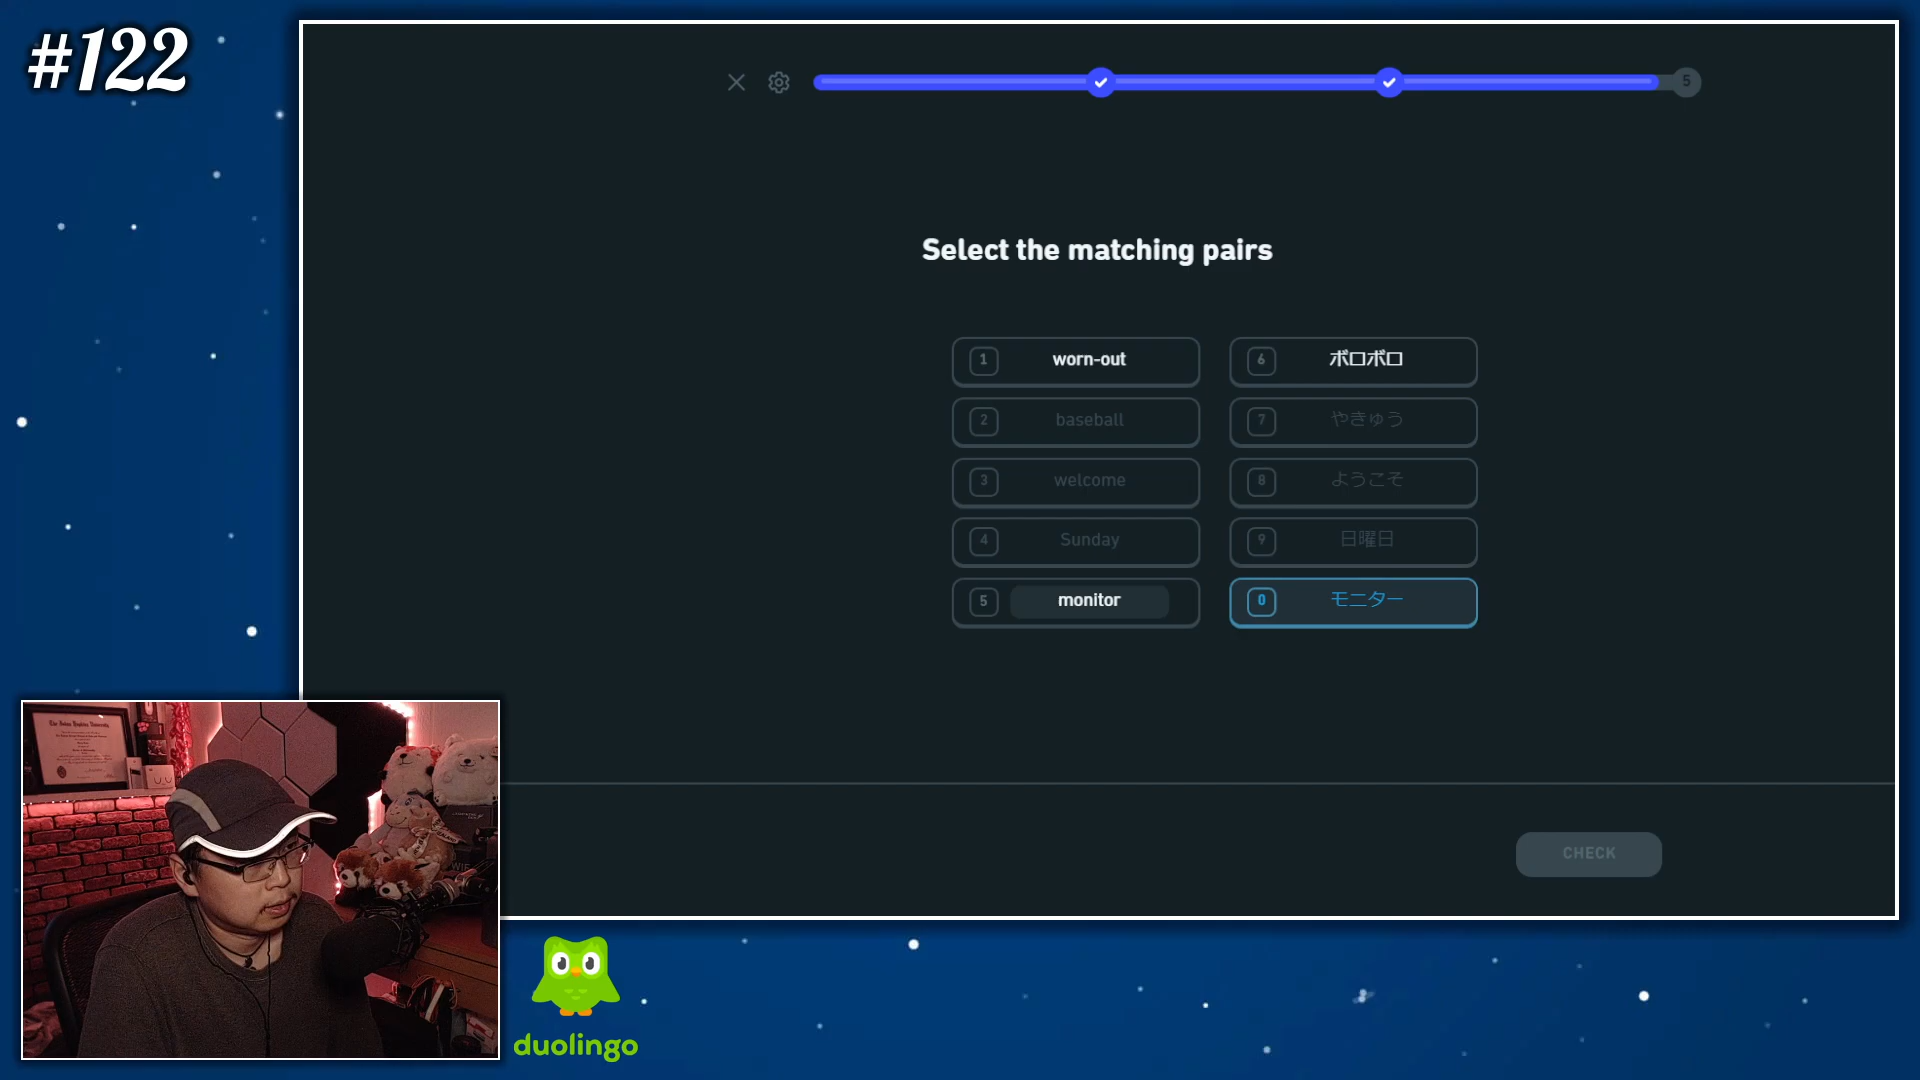 #122
5
Select the matching pairs
1 worn-out
6 ボロボロ
2 baseball
7 やきゅう
3 welcome
8 ようこそ
4 Sunday
9 日曜日
5 monitor
0 モニター
CHECK
duolingo